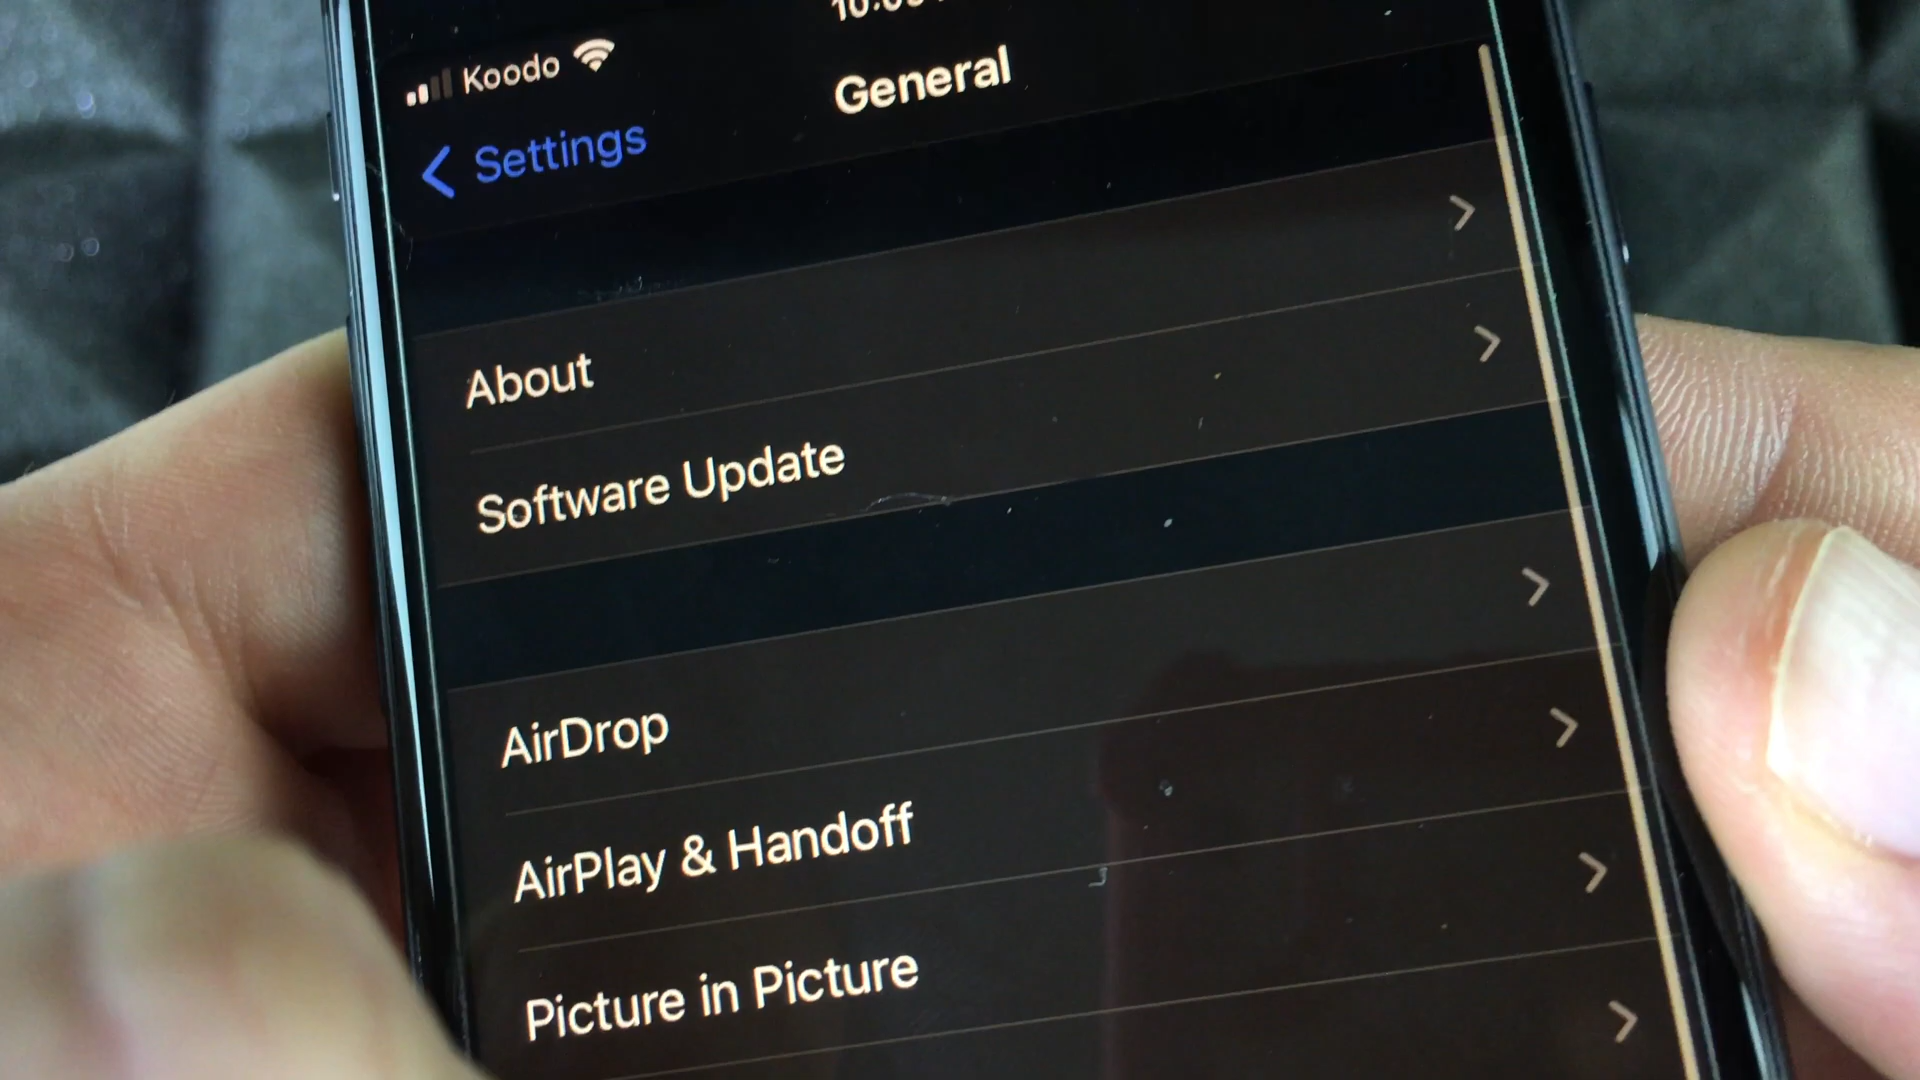 Koodo
General
Settings
About
Software Update
AirDrop
AirPlay & Handoff
Picture in Picture